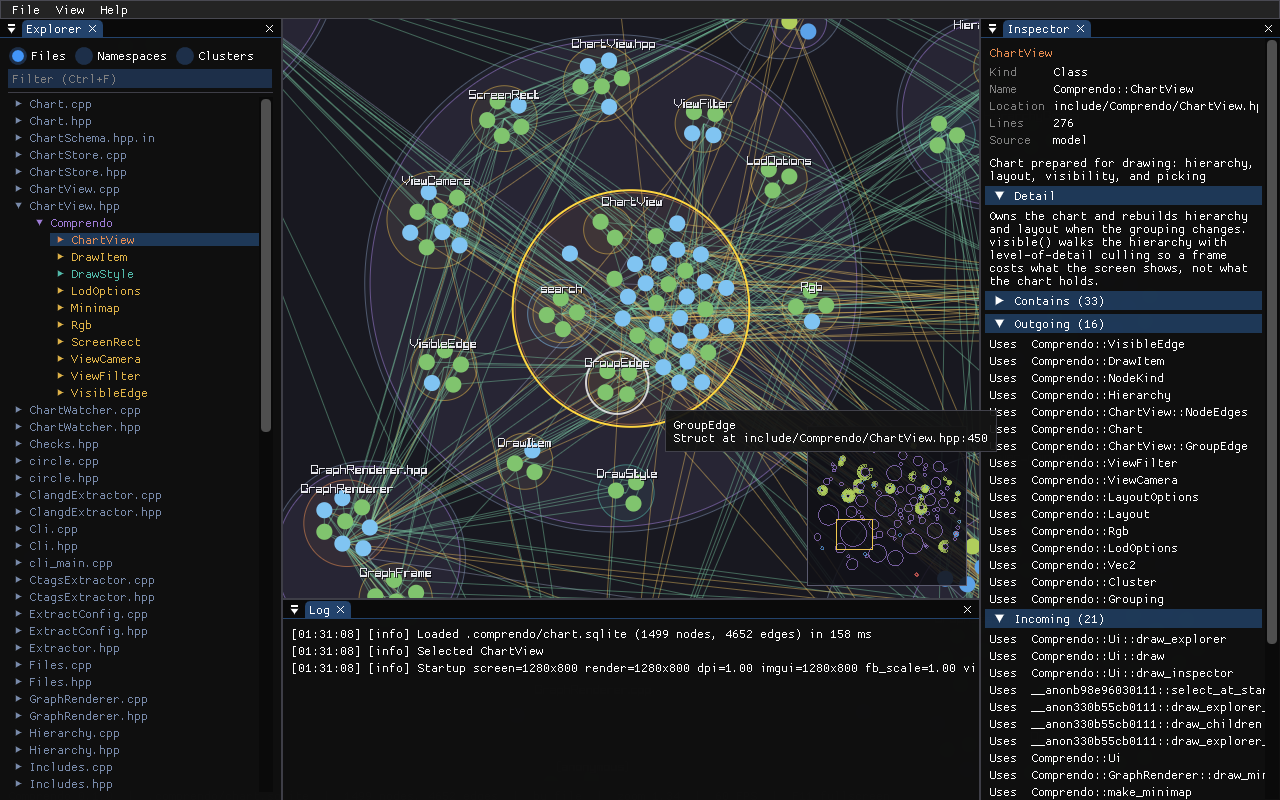 File View Help
Explorer
Files Namespaces Clusters
Filter (Ctrl+F)
Chart.cpp
Chart.hpp
ChartSchema.hpp.in
ChartStore.cpp
ChartStore.hpp
ChartView.cpp
ChartView.hpp
Comprendo
ChartView
DrawItem
DrawStyle
LodOptions
Minimap
Rgb
ScreenRect
ViewCamera
ViewFilter
VisibleEdge
ChartWatcher.cpp
ChartWatcher.hpp
Checks.hpp
circle.cpp
circle.hpp
ClangdExtractor.cpp
ClangdExtractor.hpp
Cli.cpp
Cli.hpp
cli_main.cpp
CtagsExtractor.cpp
CtagsExtractor.hpp
ExtractConfig.cpp
ExtractConfig.hpp
Extractor.hpp
Files.cpp
Files.hpp
GraphRenderer.cpp
GraphRenderer.hpp
Hierarchy.cpp
Hierarchy.hpp
Includes.cpp
Includes.hpp
Hier
ChartView.hpp
ScreenRect
ViewFilter
LodOptions
ViewCamera
ChartView
search
Rgb
VisibleEdge
GroupEdge
GroupEdge
Struct at include/Comprendo/ChartView.hpp:450
DrawItem
DrawStyle
GraphRenderer.hpp
GraphRenderer
GraphFrame
Log
[01:31:08] [info] Loaded .comprendo/chart.sqlite (1499 nodes, 4652 edges) in 158 ms
[01:31:08] [info] Selected ChartView
[01:31:08] [info] Startup screen=1280x800 render=1280x800 dpi=1.00 imgui=1280x800 fb_scale=1.00 vi
Inspector
ChartView
Kind Class
Name Comprendo::ChartView
Location include/Comprendo/ChartView.hp
Lines 276
Source model
Chart prepared for drawing: hierarchy,
layout, visibility, and picking
Detail
Owns the chart and rebuilds hierarchy
and layout when the grouping changes.
visible() walks the hierarchy with
level-of-detail culling so a frame
costs what the screen shows, not what
the chart holds.
Contains (33)
Outgoing (16)
Uses Comprendo::VisibleEdge
Uses Comprendo::DrawItem
Uses Comprendo::NodeKind
Uses Comprendo::Hierarchy
Uses Comprendo::ChartView::NodeEdges
Uses Comprendo::Chart
Uses Comprendo::ChartView::GroupEdge
Uses Comprendo::ViewFilter
Uses Comprendo::ViewCamera
Uses Comprendo::LayoutOptions
Uses Comprendo::Layout
Uses Comprendo::Rgb
Uses Comprendo::LodOptions
Uses Comprendo::Vec2
Uses Comprendo::Cluster
Uses Comprendo::Grouping
Incoming (21)
Uses Comprendo::Ui::draw_explorer
Uses Comprendo::Ui::draw
Uses Comprendo::Ui::draw_inspector
Uses __anonb98e96030111::select_at_star
Uses __anon330b55cb0111::draw_explorer_
Uses __anon330b55cb0111::draw_children
Uses __anon330b55cb0111::draw_explorer_
Uses Comprendo::Ui
Uses Comprendo::GraphRenderer::draw_min
Uses Comprendo::make_minimap